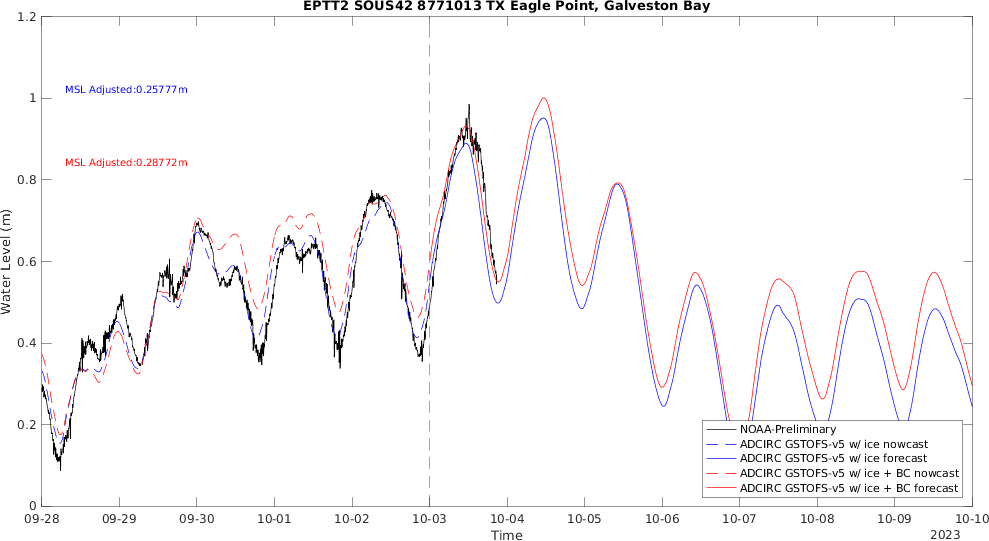 EPTT2 SOUS42 8771013 TX Eagle Point, Galveston Bay
1.2
1
0.8
0.6
0.4
0.2
0
Water Level (m)
MSL Adjusted:0.25777m
MSL Adjusted:0.28772m
NOAA-Preliminary
ADCIRC GSTOFS-v5 w/ ice nowcast
ADCIRC GSTOFS-v5 w/ ice forecast
ADCIRC GSTOFS-v5 w/ ice + BC nowcast
ADCIRC GSTOFS-v5 w/ ice + BC forecast
09-28 09-29 09-30 10-01 10-02 10-03 10-04 10-05 10-06 10-07 10-08 10-09 10-10
Time
2023